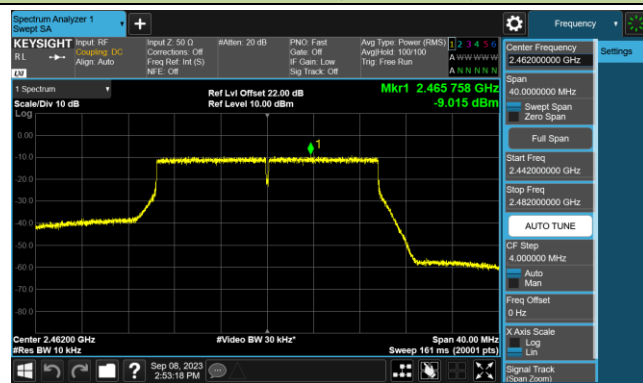 Spectrum Analyzer 1
Swept SA
+
Frequency
KEYSIGHT
Input: RF
Coupling: DC
Align: Auto
Input Z: 50 Ω
Corrections: Off
Freq Ref: Int (S)
NFE: Off
#Atten: 20 dB
PNO: Fast
Gate: Off
IF Gain: Low
Sig Track: Off
Avg Type: Power (RMS)
Avg|Hold: 100/100
Trig: Free Run
1 2 3 4 5 6
A W W W W W
A N N N N N
R L
LXI
1 Spectrum
Scale/Div 10 dB
Log
Ref Lvl Offset 22.00 dB
Ref Level 10.00 dBm
Mkr1 2.465 758 GHz
-9.015 dBm
0.00
-10.0
-20.0
-30.0
-40.0
-50.0
-60.0
-70.0
-80.0
1
Center 2.46200 GHz
#Res BW 10 kHz
#Video BW 30 kHz*
Span 40.00 MHz
Sweep 161 ms (20001 pts)
Center Frequency
2.462000000 GHz
Span
40.0000000 MHz
Swept Span
Zero Span
Full Span
Start Freq
2.442000000 GHz
Stop Freq
2.482000000 GHz
AUTO TUNE
CF Step
4.000000 MHz
Auto
Man
Freq Offset
0 Hz
X Axis Scale
Log
Lin
Signal Track
(Span Zoom)
Settings
?
Sep 08, 2023
2:53:18 PM